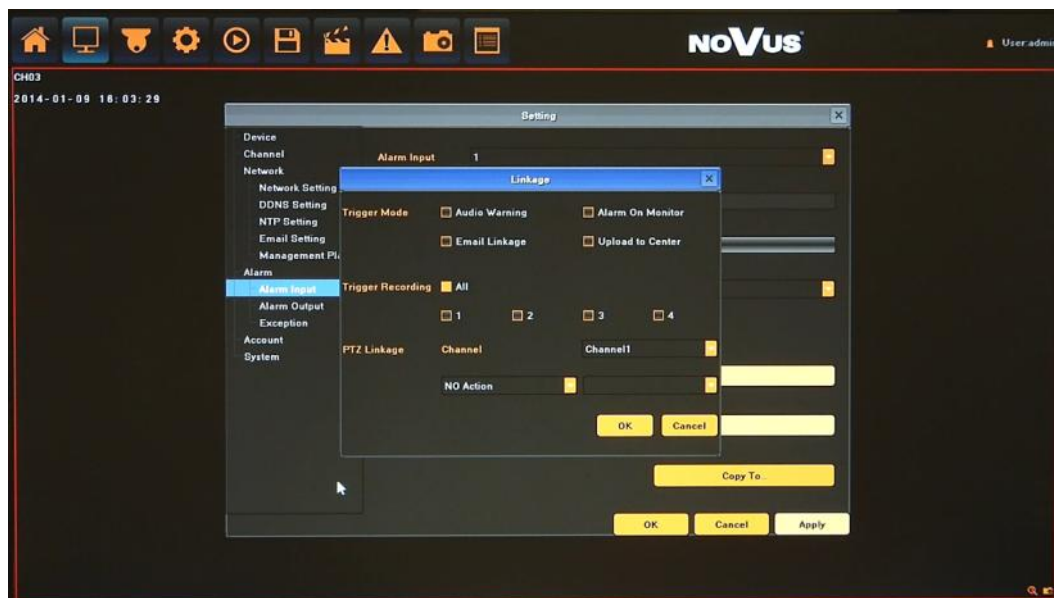 NOVUS
User:admin
CH03
2014-01-09 16:03:29
Setting
Device
Channel
Network
Network Setting
DDNS Setting
NTP Setting
Email Setting
Alarm
Alarm Input
Alarm Output
Exception
Account
System
Alarm Input 1
Linkage
Trigger Mode Audio Warning Alarm On Monitor
Email Linkage Upload to Center
Trigger Recording All
1 2 3 4
PTZ Linkage Channel Channel1
NO Action
OK Cancel
Copy To...
OK Cancel Apply